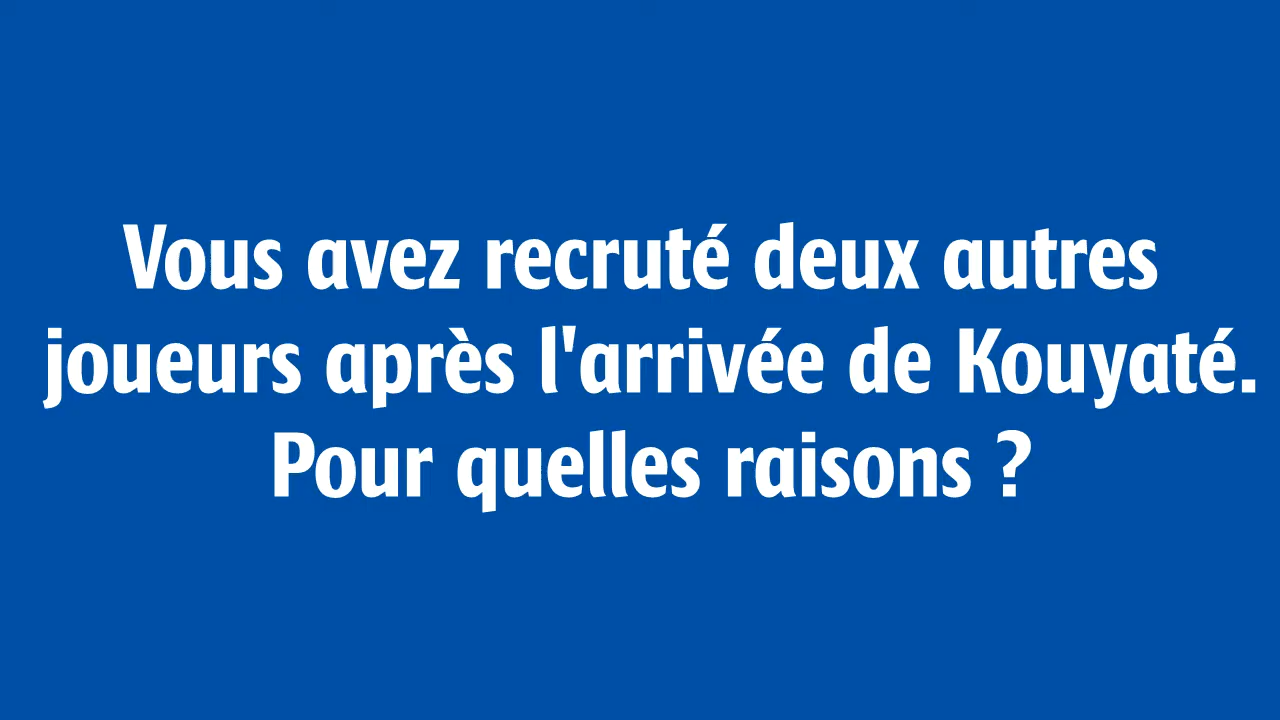 Vous avez recruté deux autres
joueurs après l'arrivée de Kouyaté.
Pour quelles raisons ?